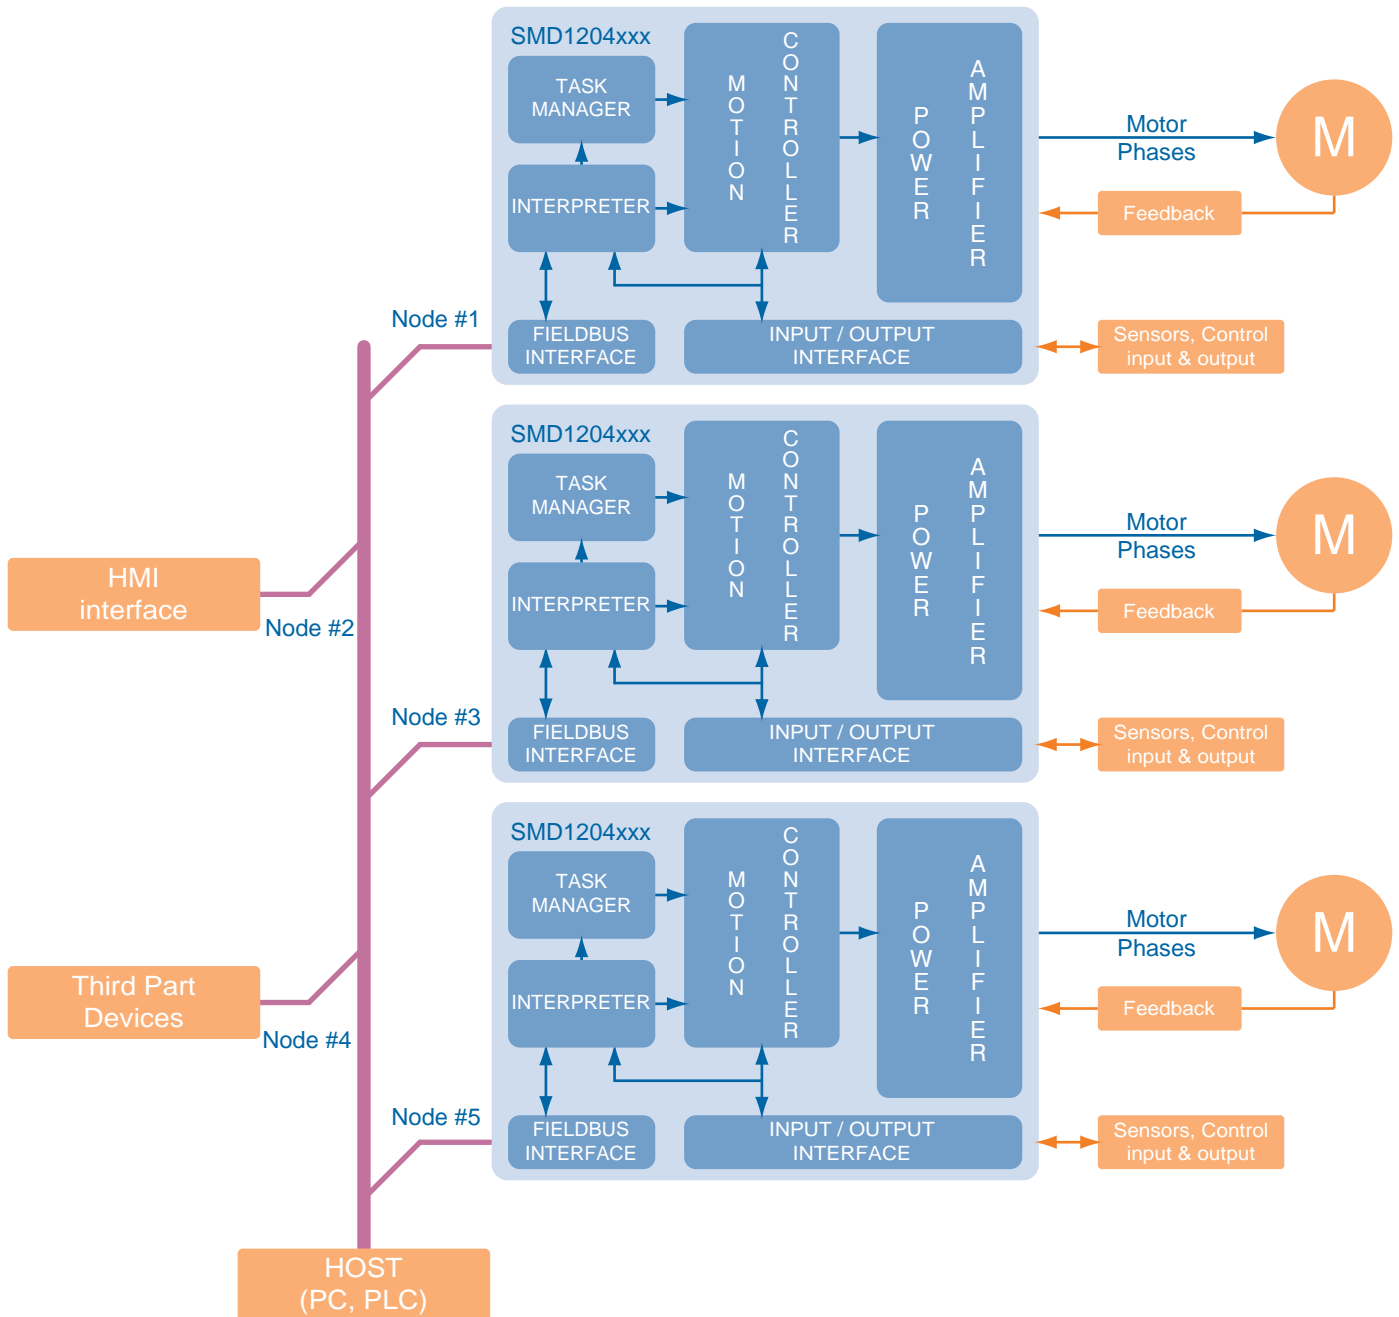 SMD1204xxx
TASK
MANAGER
INTERPRETER
MOTION
CONTROLLER
POWER
AMPLIFIER
FIELDBUS
INTERFACE
INPUT / OUTPUT
INTERFACE
Motor
Phases
M
Feedback
Sensors, Control
input & output
Node #1
HMI
interface
Node #2
SMD1204xxx
TASK
MANAGER
INTERPRETER
MOTION
CONTROLLER
POWER
AMPLIFIER
FIELDBUS
INTERFACE
INPUT / OUTPUT
INTERFACE
Motor
Phases
M
Feedback
Sensors, Control
input & output
Node #3
Third Part
Devices
Node #4
SMD1204xxx
TASK
MANAGER
INTERPRETER
MOTION
CONTROLLER
POWER
AMPLIFIER
FIELDBUS
INTERFACE
INPUT / OUTPUT
INTERFACE
Motor
Phases
M
Feedback
Sensors, Control
input & output
Node #5
HOST
(PC, PLC)